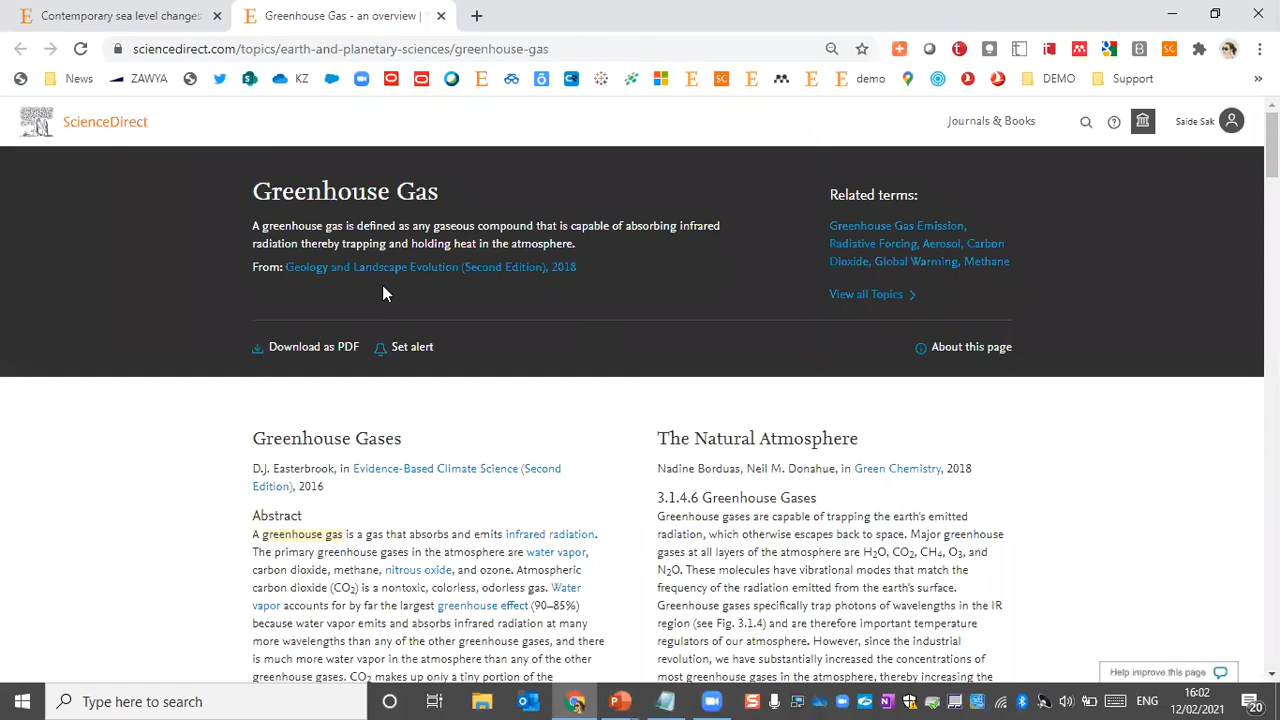 Contemporary sea level changes
Greenhouse Gas - an overview |
sciencedirect.com/topics/earth-and-planetary-sciences/greenhouse-gas
News
ZAWYA
KZ
demo
DEMO
Support
ScienceDirect
Journals & Books
Saide Sak
Greenhouse Gas
A greenhouse gas is defined as any gaseous compound that is capable of absorbing infrared
radiation thereby trapping and holding heat in the atmosphere.
From: Geology and Landscape Evolution (Second Edition), 2018
Related terms:
Greenhouse Gas Emission,
Radiative Forcing, Aerosol, Carbon
Dioxide, Global Warming, Methane
View all Topics
Download as PDF
Set alert
About this page
Greenhouse Gases
D.J. Easterbrook, in Evidence-Based Climate Science (Second
Edition), 2016
Abstract
A greenhouse gas is a gas that absorbs and emits infrared radiation.
The primary greenhouse gases in the atmosphere are water vapor,
carbon dioxide, methane, nitrous oxide, and ozone. Atmospheric
carbon dioxide (CO2) is a nontoxic, colorless, odorless gas. Water
vapor accounts for by far the largest greenhouse effect (90–85%)
because water vapor emits and absorbs infrared radiation at many
more wavelengths than any of the other greenhouse gases, and there
is much more water vapor in the atmosphere than any of the other
greenhouse gases. CO2 makes up only a tiny portion of the
The Natural Atmosphere
Nadine Borduas, Neil M. Donahue, in Green Chemistry, 2018
3.1.4.6 Greenhouse Gases
Greenhouse gases are capable of trapping the earth's emitted
radiation, which otherwise escapes back to space. Major greenhouse
gases at all layers of the atmosphere are H2O, CO2, CH4, O3, and
N2O. These molecules have vibrational modes that match the
frequency of the radiation emitted from the earth's surface.
Greenhouse gases specifically trap photons of wavelengths in the IR
region (see Fig. 3.1.4) and are therefore important temperature
regulators of our atmosphere. However, since the industrial
revolution, we have substantially increased the concentrations of
most greenhouse gases in the atmosphere, thereby increasing the
Help improve this page
Type here to search
ENG
16:02
12/02/2021
20